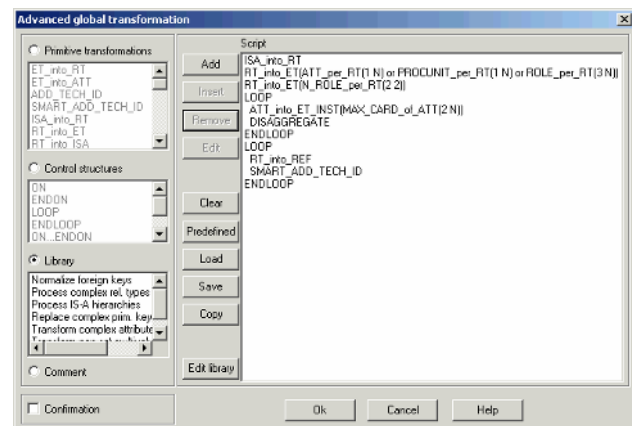 Advanced global transformation
Primitive transformations
ET_into_RT
ET_into_ATT
ADD_TECH_ID
SMART_ADD_TECH_ID
ISA_into_RT
RT_into_ET
RT_into_ISA
Control structures
ON
ENDON
LOOP
ENDLOOP
ON...ENDON
Library
Normalize foreign keys
Process complex rel. types
Process IS-A hierarchies
Replace complex prim. key
Transform complex attribute
Comment
Confirmation
Add
Insert
Remove
Edit
Clear
Predefined
Load
Save
Copy
Edit library
Script
ISA_into_RT
RT_into_ET(ATT_per_RT(1 N) or PROCUNIT_per_RT(1 N) or ROLE_per_RT(3 N))
RT_into_ET(N_ROLE_per_RT(2 2))
LOOP
ATT_into_ET_INST(MAX_CARD_of_ATT(2 N))
DISAGGREGATE
ENDLOOP
LOOP
RT_into_REF
SMART_ADD_TECH_ID
ENDLOOP
Ok
Cancel
Help